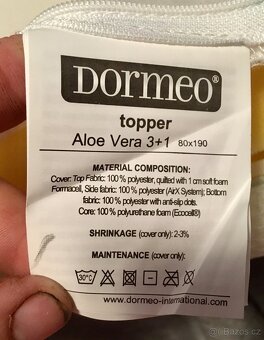 DORMEO®
topper
Aloe Vera 3+1 80x190
MATERIAL COMPOSITION:
Cover: Top Fabric: 100 % polyester, quilted with 1 cm soft foam
Formacell, Side fabric: 100 % polyester (AirX System); Bottom
fabric: 100 % polyester with anti-slip dots.
Core: 100 % polyurethane foam (Ecocell®)
SHRINKAGE (cover only): 2-3%
MAINTENANCE (cover only):
30°C
www.dormeo-international.com
sbazar.cz